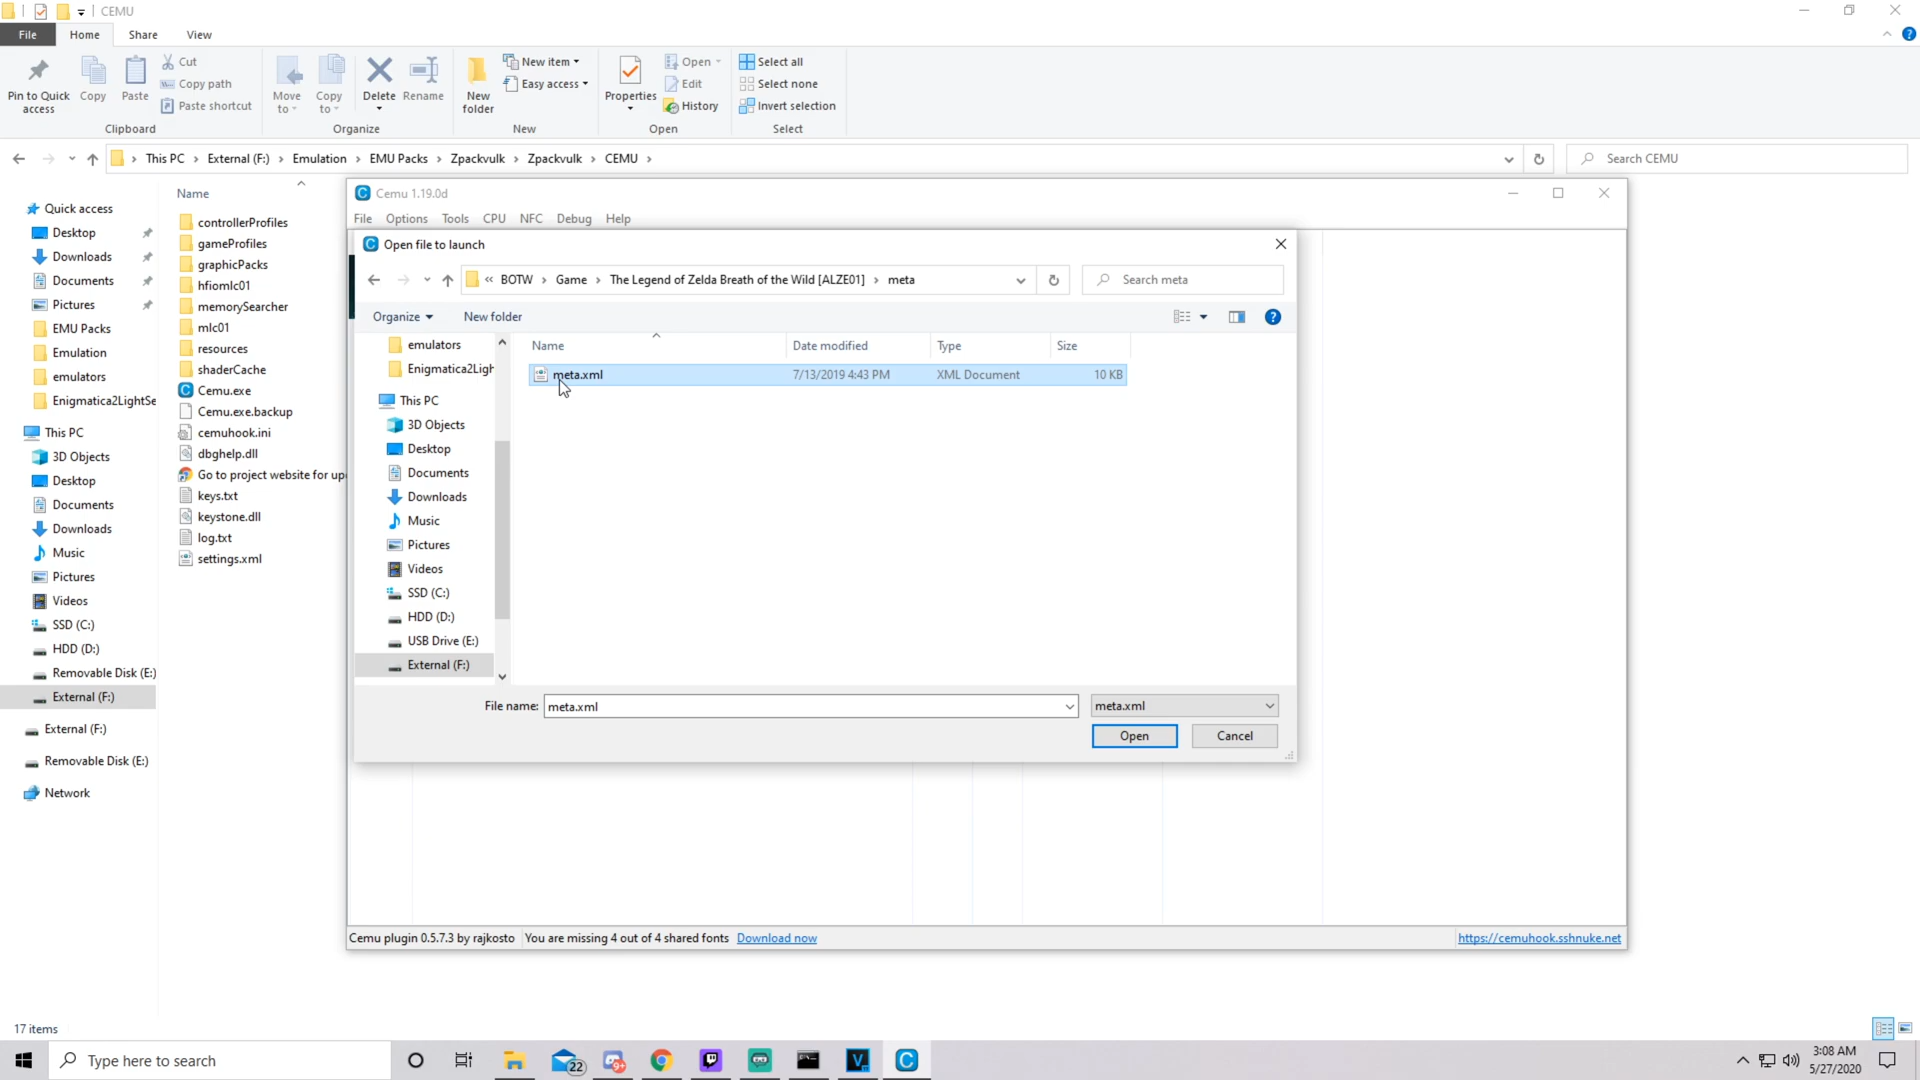 CEMU
File Home Share View
Pin to Quick access
Copy
Paste
Cut
Copy path
Paste shortcut
Clipboard
Move to
Copy to
Delete
Rename
Organize
New folder
New item
Easy access
New
Properties
Open
Edit
History
Open
Select all
Select none
Invert selection
Select
This PC > External (F:) > Emulation > EMU Packs > Zpackvulk > Zpackvulk > CEMU >
Search CEMU
Quick access
Desktop
Downloads
Documents
Pictures
EMU Packs
Emulation
emulators
Enigmatica2LightSe
This PC
3D Objects
Desktop
Documents
Downloads
Music
Pictures
Videos
SSD (C:)
HDD (D:)
Removable Disk (E:)
External (F:)
External (F:)
Removable Disk (E:)
Network
Name
controllerProfiles
gameProfiles
graphicPacks
hfiomlc01
memorySearcher
mlc01
resources
shaderCache
Cemu.exe
Cemu.exe.backup
cemuhook.ini
dbghelp.dll
Go to project website for up
keys.txt
keystone.dll
log.txt
settings.xml
Cemu 1.19.0d
File Options Tools CPU NFC Debug Help
Open file to launch
« BOTW > Game > The Legend of Zelda Breath of the Wild [ALZE01] > meta
Search meta
Organize New folder
emulators
Enigmatica2Ligh
This PC
3D Objects
Desktop
Documents
Downloads
Music
Pictures
Videos
SSD (C:)
HDD (D:)
USB Drive (E:)
External (F:)
Name Date modified Type Size
meta.xml 7/13/2019 4:43 PM XML Document 10 KB
File name: meta.xml
meta.xml
Open Cancel
Cemu plugin 0.5.7.3 by rajkosto You are missing 4 out of 4 shared fonts Download now https://cemuhook.sshnuke.net
17 items
Type here to search
22
3:08 AM
5/27/2020